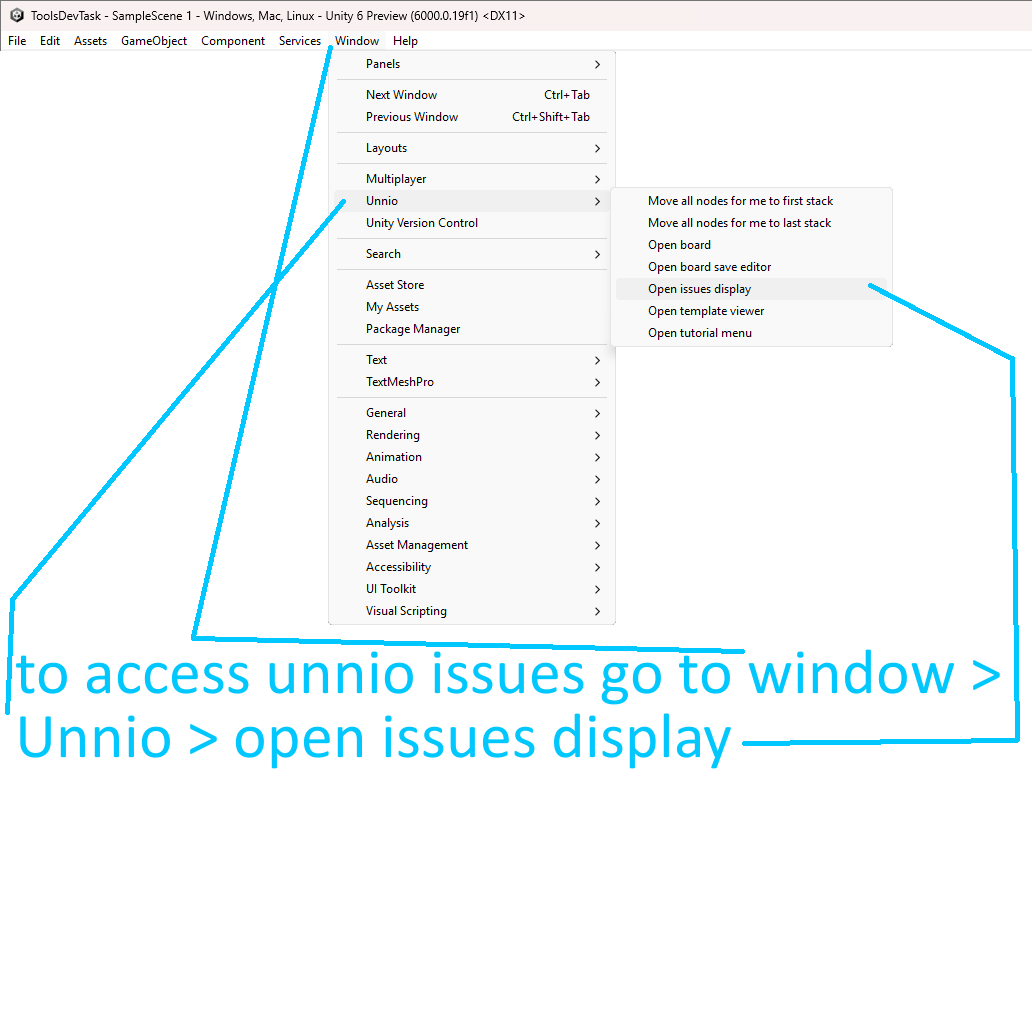 ToolsDevTask - SampleScene 1 - Windows, Mac, Linux - Unity 6 Preview (6000.0.19f1) <DX11>
File Edit Assets GameObject Component Services Window Help
Panels
Next Window Ctrl+Tab
Previous Window Ctrl+Shift+Tab
Layouts
Multiplayer
Unnio
Unity Version Control
Search
Asset Store
My Assets
Package Manager
Text
TextMeshPro
General
Rendering
Animation
Audio
Sequencing
Analysis
Asset Management
Accessibility
UI Toolkit
Visual Scripting
Move all nodes for me to first stack
Move all nodes for me to last stack
Open board
Open board save editor
Open issues display
Open template viewer
Open tutorial menu
to access unnio issues go to window >
Unnio > open issues display